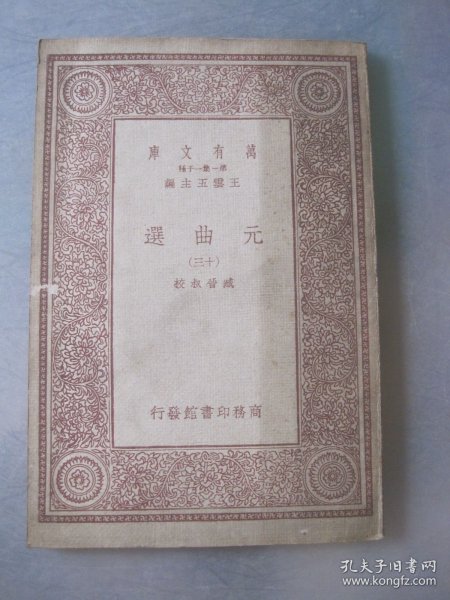 萬有文庫
第一集一千種
王雲五主編
元曲選
(十三)
臧晉叔校
商務印書館發行
孔夫子旧书网
www.kongfz.com